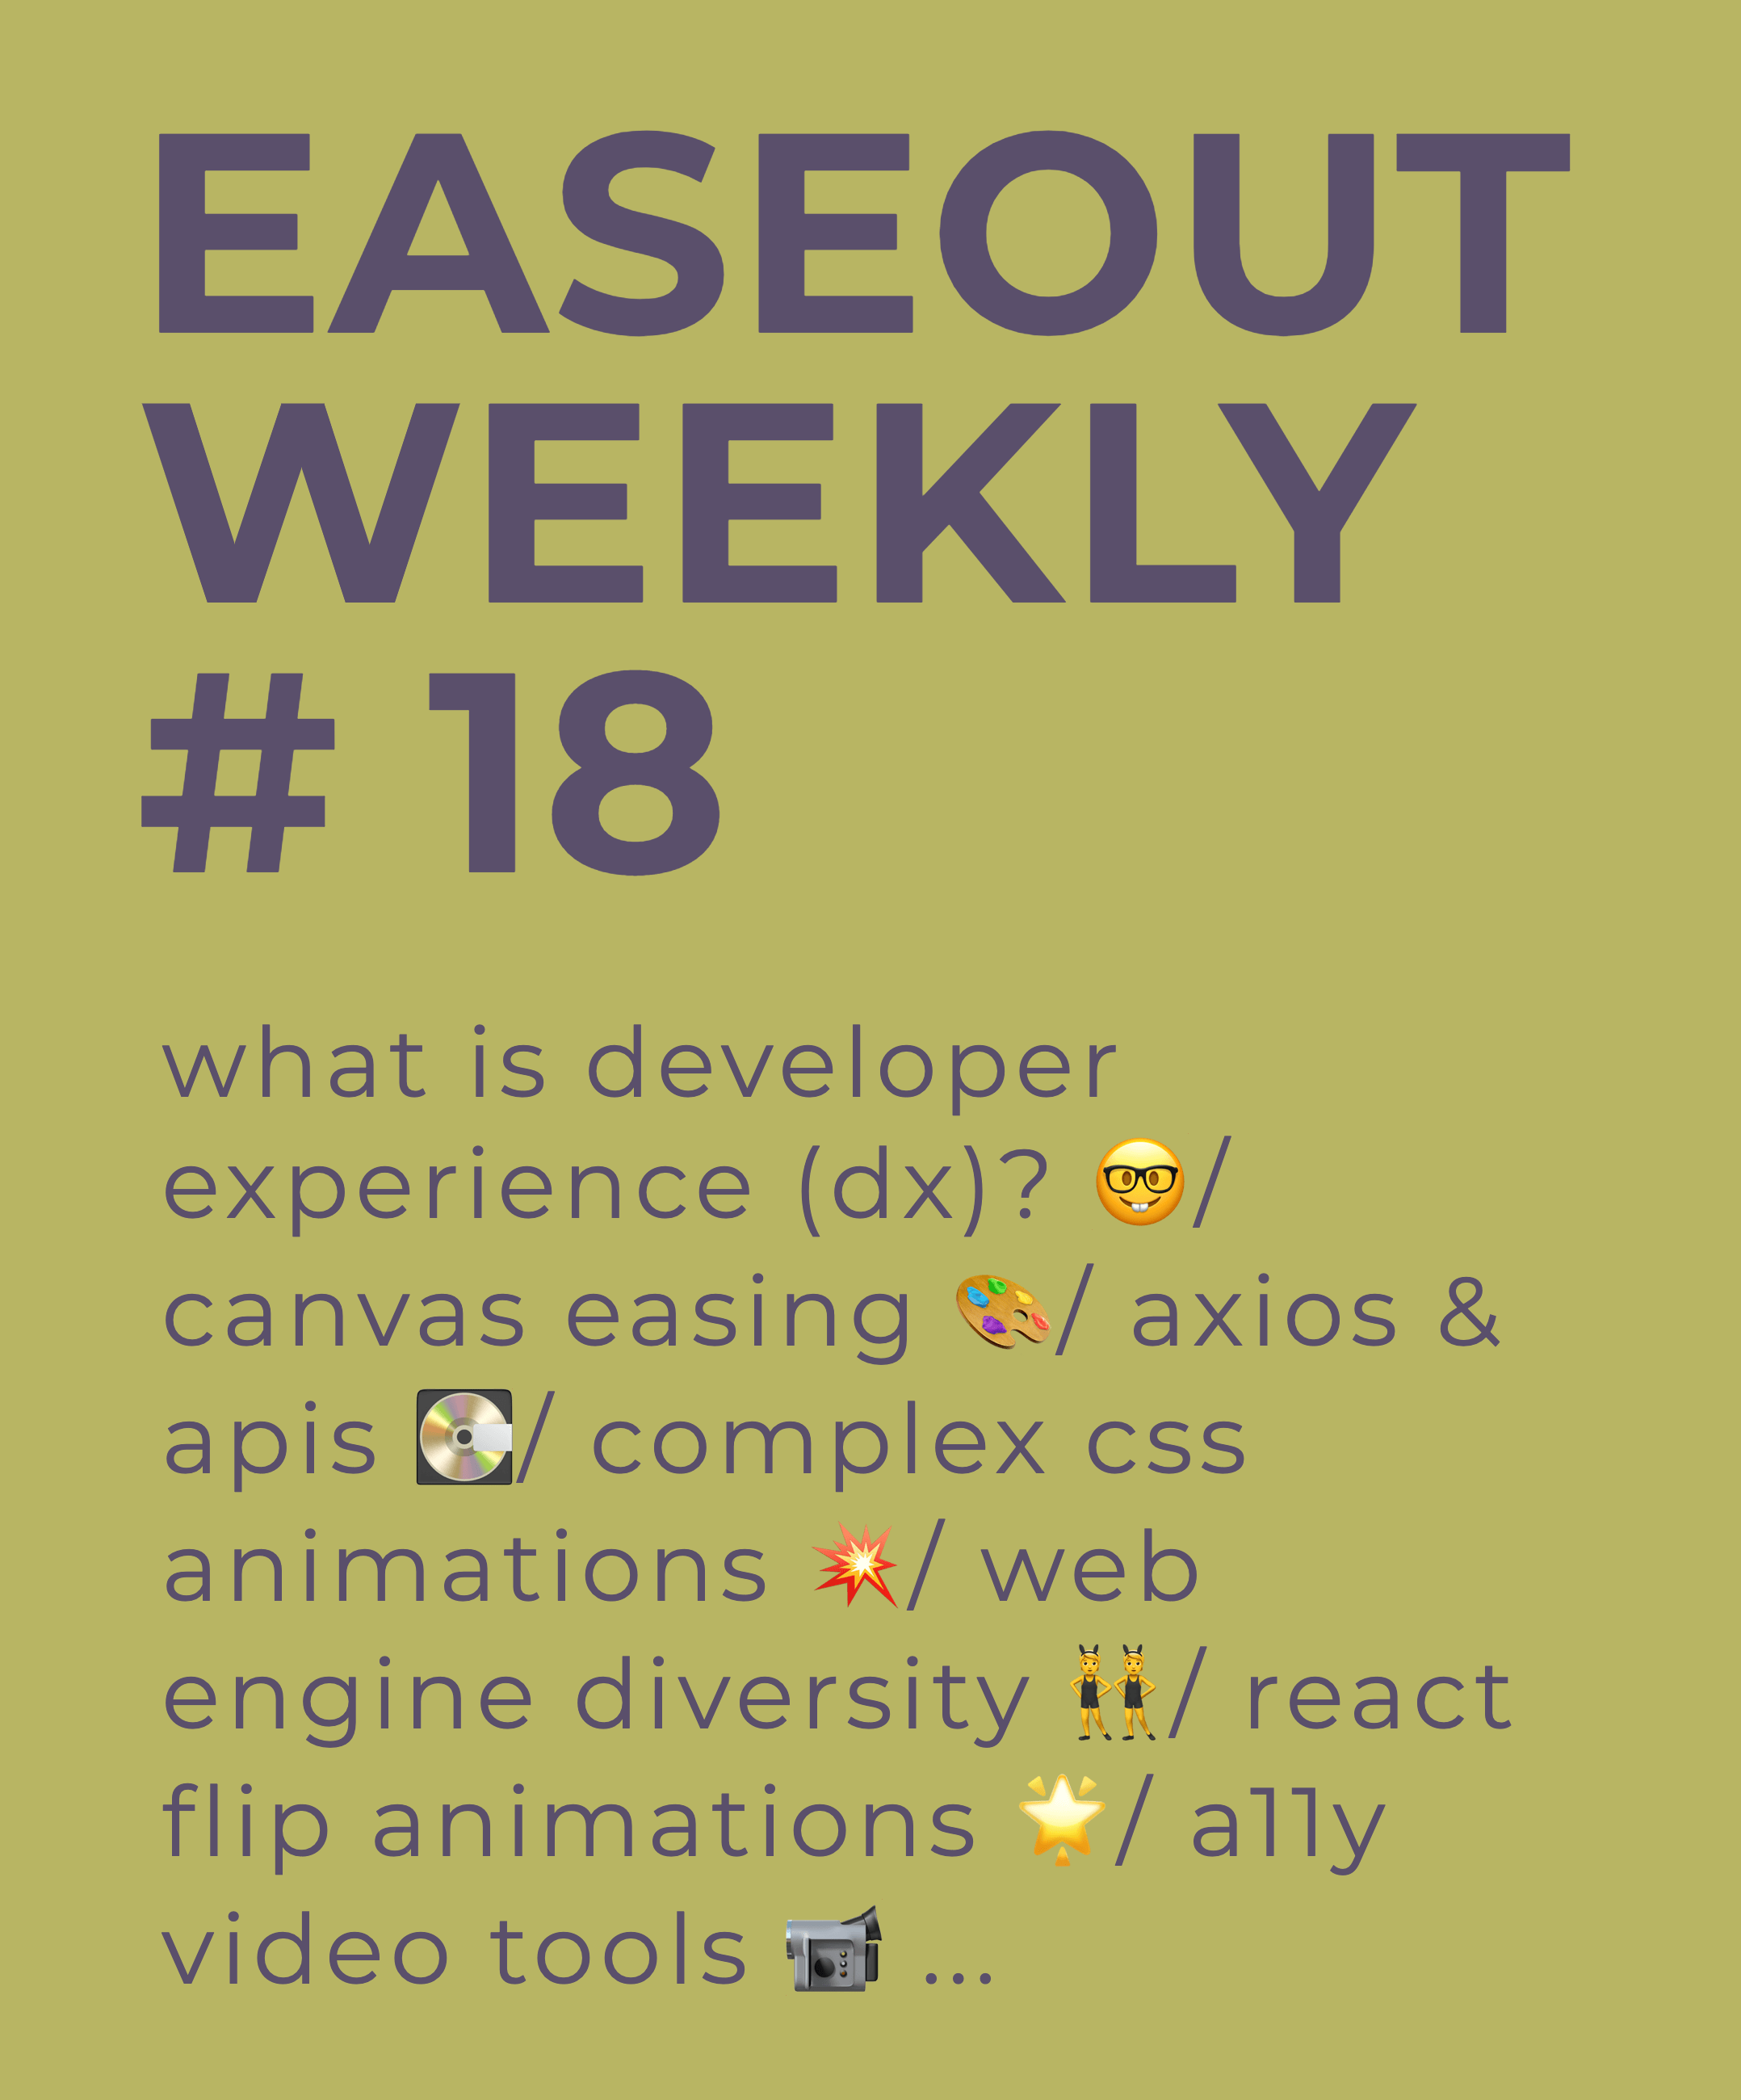 EASEOUT
WEEKLY
# 18
what is developer
experience (dx)? 🤓/
canvas easing 🎨/ axios &
apis 💽/ complex css
animations 💥/ web
engine diversity 👯/ react
flip animations 🌟/ a11y
video tools 📹 ...